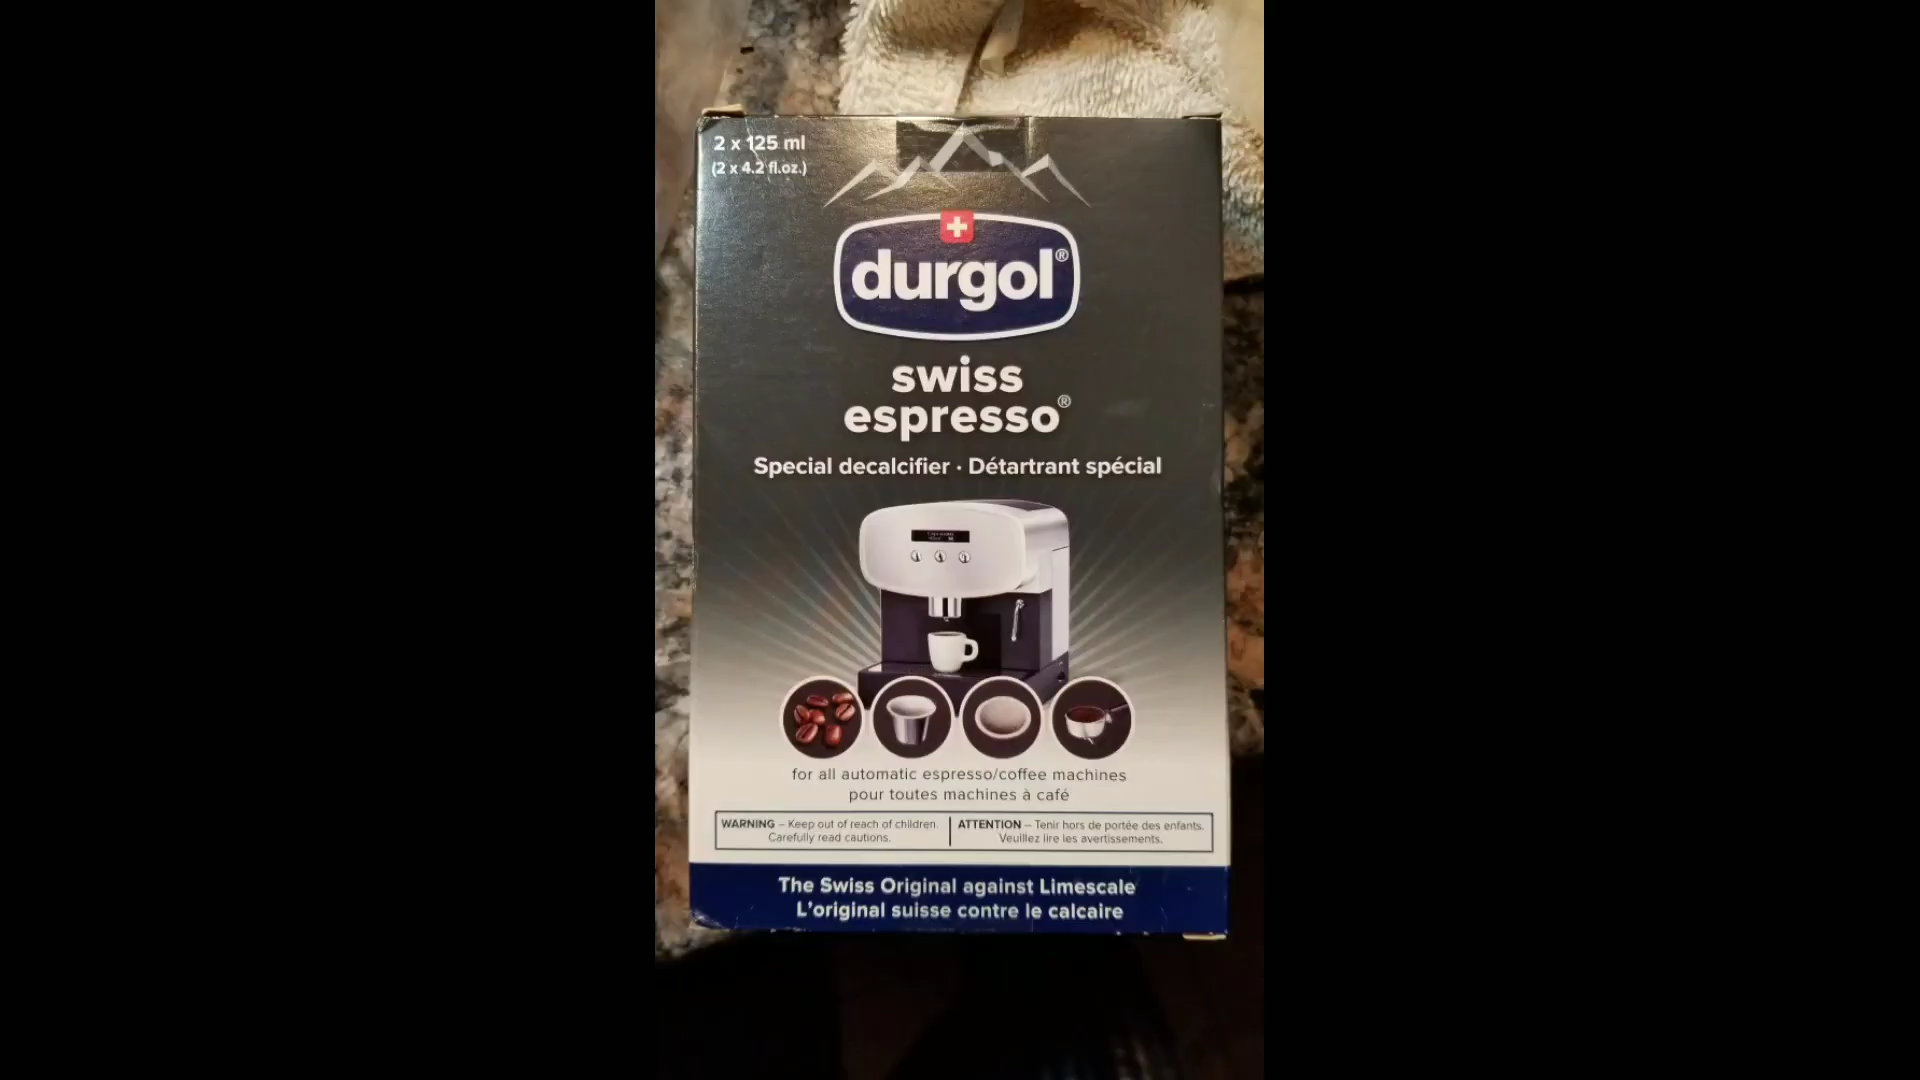 2 x 125 ml
(2 x 4.2 fl.oz.)
durgol®
swiss
espresso®
Special decalcifier · Détartrant spécial
for all automatic espresso/coffee machines
pour toutes machines à café
WARNING – Keep out of reach of children.
Carefully read cautions.
ATTENTION – Tenir hors de portée des enfants.
Veuillez lire les avertissements.
The Swiss Original against Limescale
L'original suisse contre le calcaire